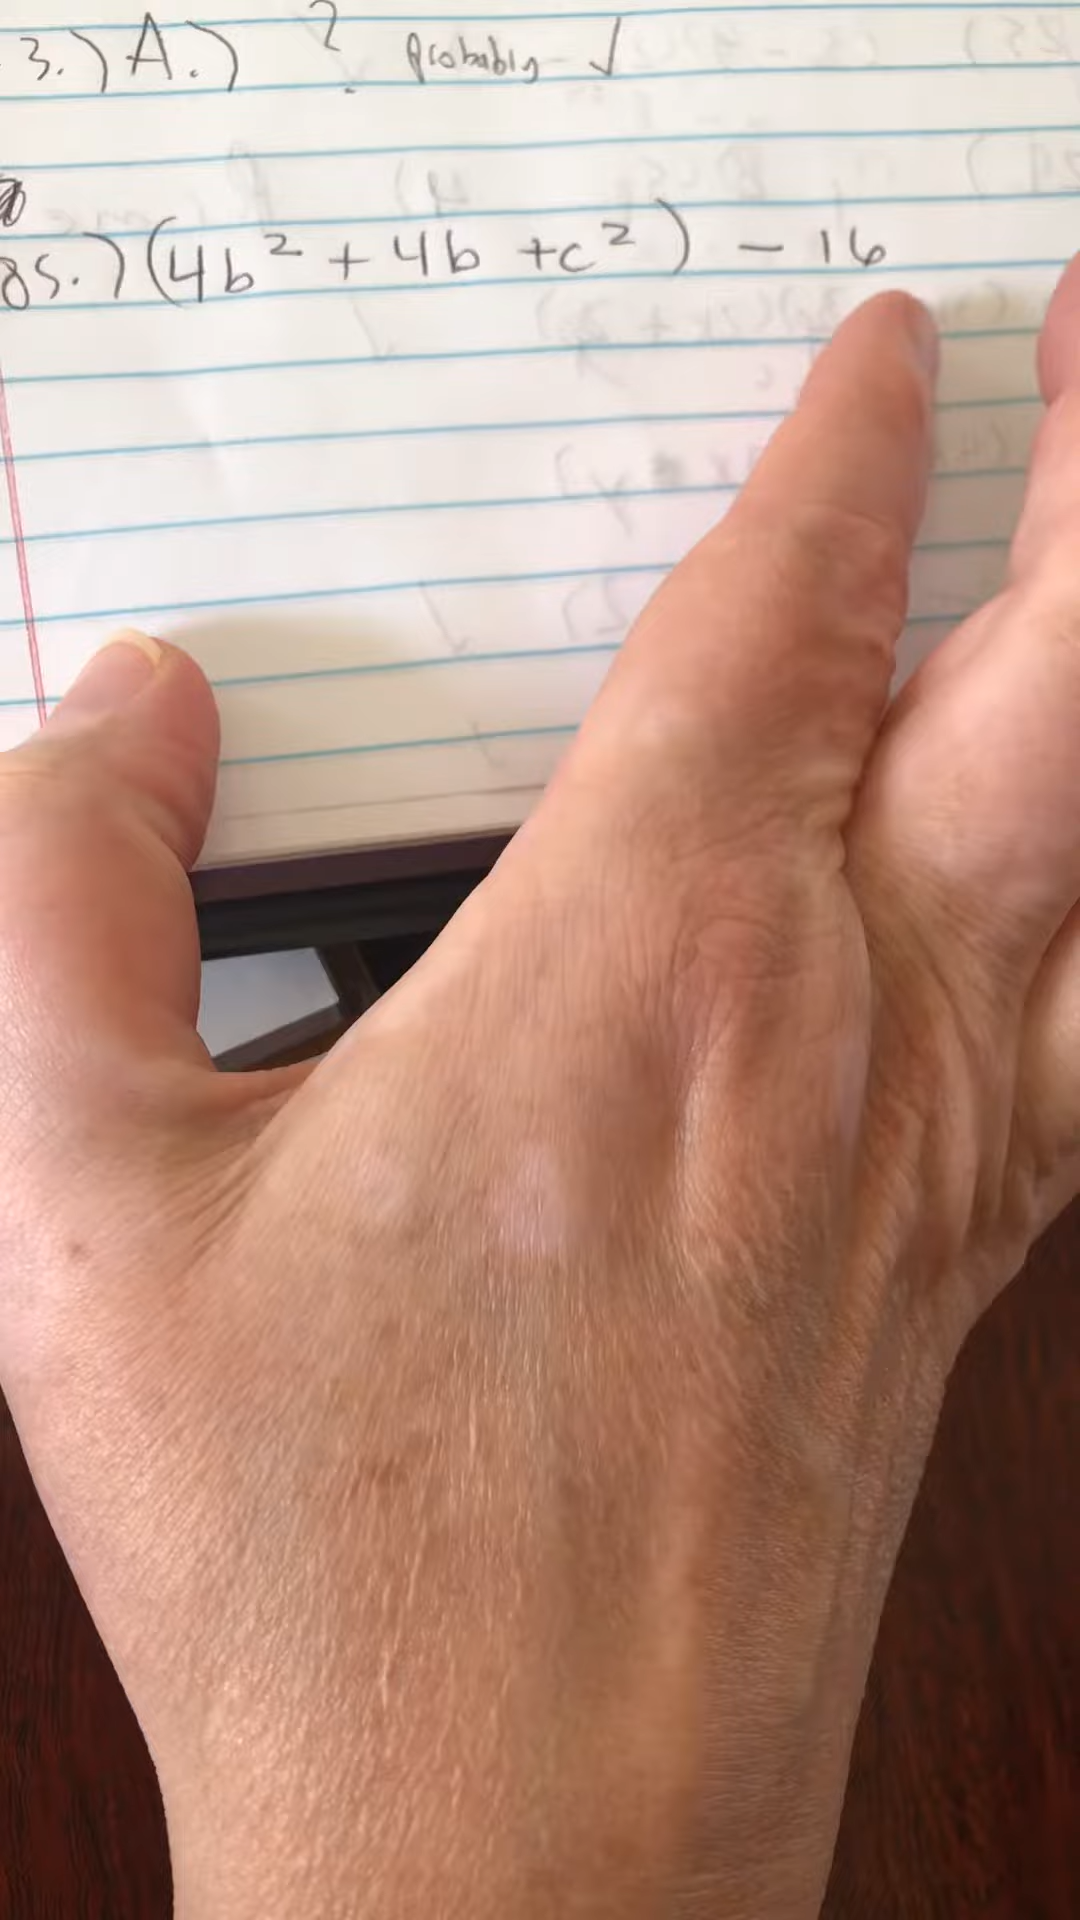 3.) A.) ? Probably √
85.) (4b² + 4b + c²) - 16